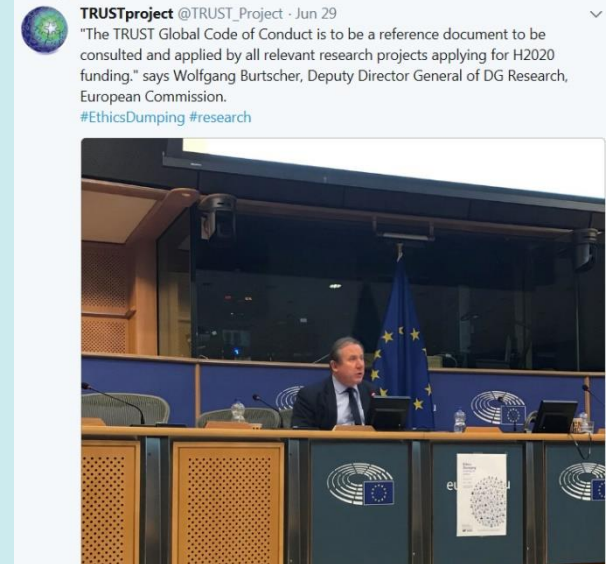 TRUSTproject @TRUST_Project · Jun 29
"The TRUST Global Code of Conduct is to be a reference document to be
consulted and applied by all relevant research projects applying for H2020
funding." says Wolfgang Burtscher, Deputy Director General of DG Research,
European Commission.
#EthicsDumping #research